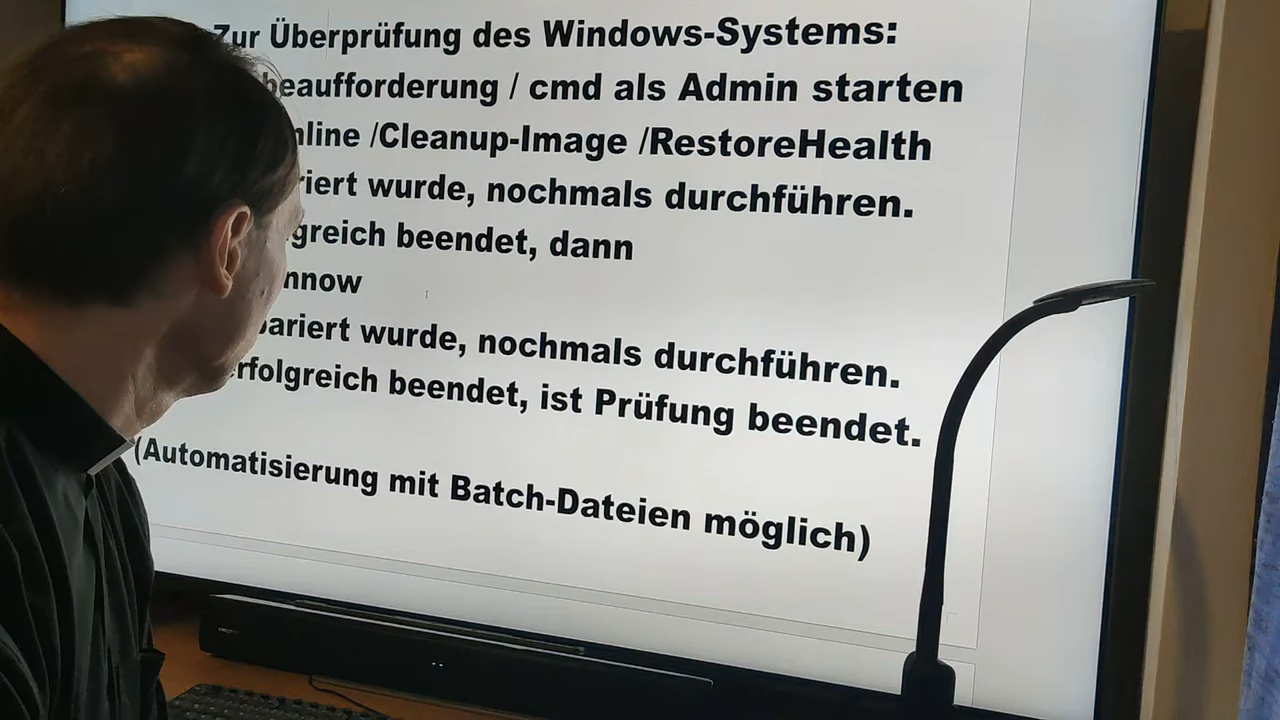 Zur Überprüfung des Windows-Systems:
beaufforderung / cmd als Admin starten
nline /Cleanup-Image /RestoreHealth
riert wurde, nochmals durchführen.
greich beendet, dann
nnow
pariert wurde, nochmals durchführen.
erfolgreich beendet, ist Prüfung beendet.
(Automatisierung mit Batch-Dateien möglich)